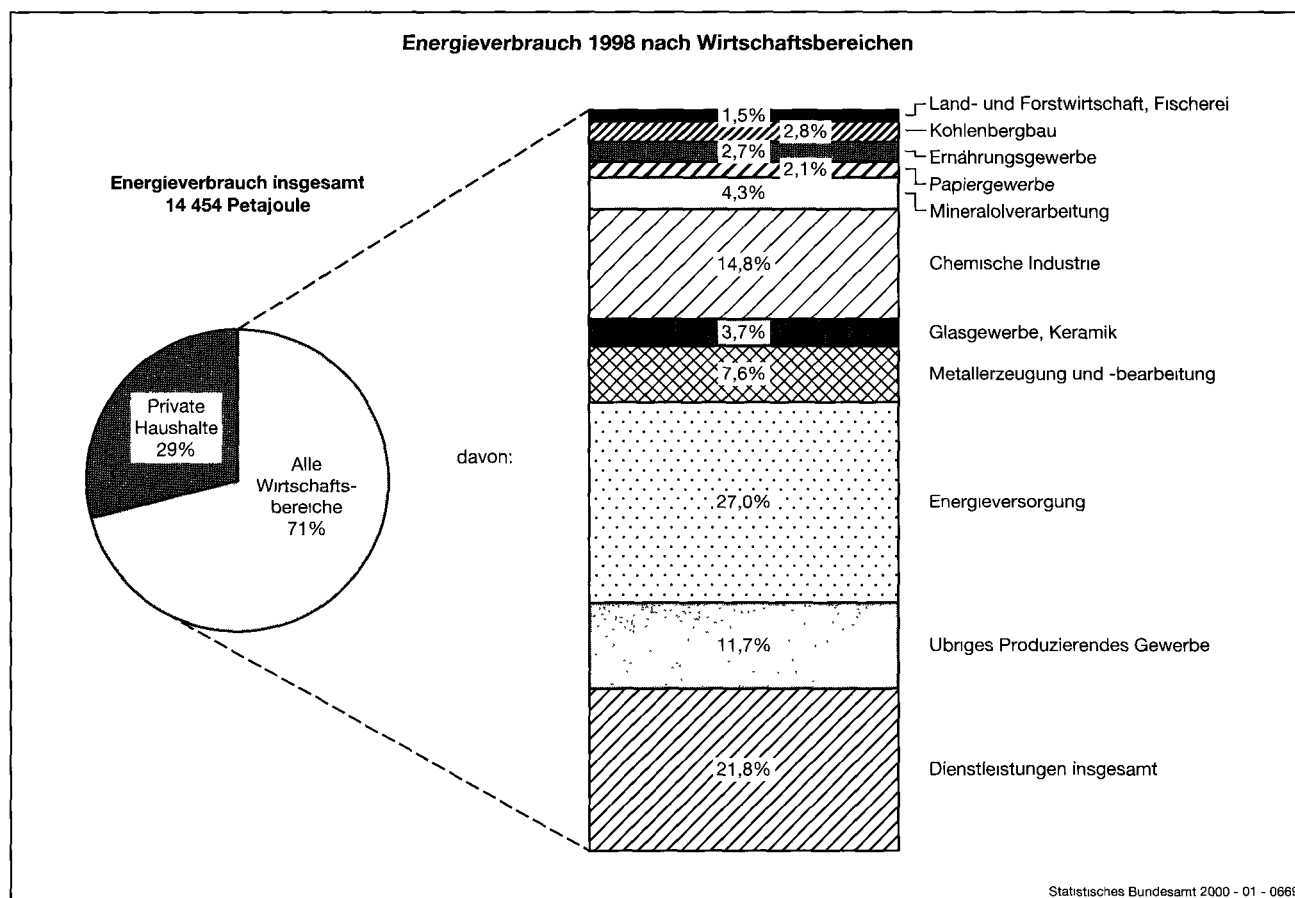 Energieverbrauch 1998 nach Wirtschaftsbereichen
Energieverbrauch insgesamt
14 454 Petajoule
Private
Haushalte
29%
Alle
Wirtschafts-
bereiche
71%
davon:
1,5%
Land- und Forstwirtschaft, Fischerei
2,8%
Kohlenbergbau
2,7%
Ernährungsgewerbe
2,1%
Papiergewerbe
4,3%
Mineralolverarbeitung
14,8%
Chemische Industrie
3,7%
Glasgewerbe, Keramik
7,6%
Metallerzeugung und -bearbeitung
27,0%
Energieversorgung
11,7%
Ubriges Produzierendes Gewerbe
21,8%
Dienstleistungen insgesamt
Statistisches Bundesamt 2000 - 01 - 0669